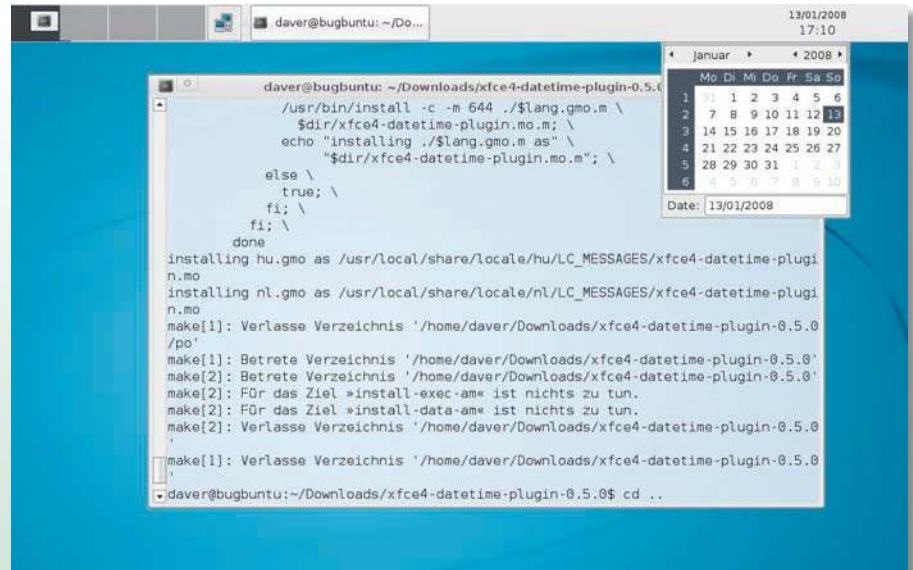 daver@bugbuntu: ~/Do...
13/01/2008
17:10
Januar
2008
Mo Di Mi Do Fr Sa So
1 31 1 2 3 4 5 6
2 7 8 9 10 11 12 13
3 14 15 16 17 18 19 20
4 21 22 23 24 25 26 27
5 28 29 30 31 1 2 3
6 4 5 6 7 8 9 10
Date: 13/01/2008
daver@bugbuntu: ~/Downloads/xfce4-datetime-plugin-0.5.0
/usr/bin/install -c -m 644 ./$lang.gmo.m \
$dir/xfce4-datetime-plugin.mo.m; \
echo "installing ./$lang.gmo.m as" \
"$dir/xfce4-datetime-plugin.mo.m"; \
else \
true; \
fi; \
fi; \
done
installing hu.gmo as /usr/local/share/locale/hu/LC_MESSAGES/xfce4-datetime-plugi
n.mo
installing nl.gmo as /usr/local/share/locale/nl/LC_MESSAGES/xfce4-datetime-plugi
n.mo
make[1]: Verlasse Verzeichnis '/home/daver/Downloads/xfce4-datetime-plugin-0.5.0
/po'
make[1]: Betrete Verzeichnis '/home/daver/Downloads/xfce4-datetime-plugin-0.5.0'
make[2]: Betrete Verzeichnis '/home/daver/Downloads/xfce4-datetime-plugin-0.5.0'
make[2]: Für das Ziel »install-exec-am« ist nichts zu tun.
make[2]: Für das Ziel »install-data-am« ist nichts zu tun.
make[2]: Verlasse Verzeichnis '/home/daver/Downloads/xfce4-datetime-plugin-0.5.0
'
make[1]: Verlasse Verzeichnis '/home/daver/Downloads/xfce4-datetime-plugin-0.5.0
'
daver@bugbuntu:~/Downloads/xfce4-datetime-plugin-0.5.0$ cd ..